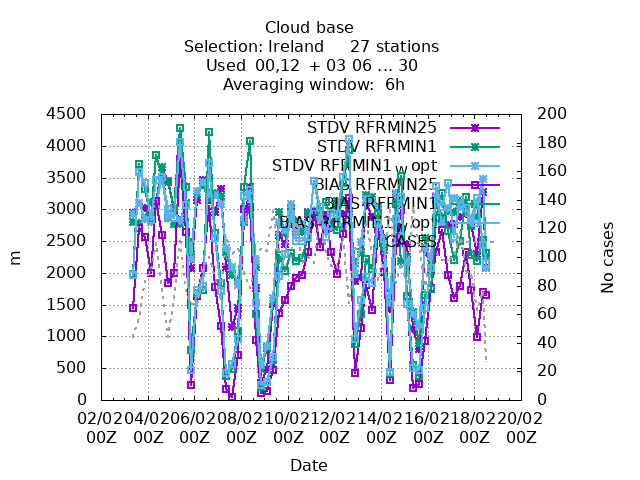 Cloud base
Selection: Ireland 27 stations
Used 00,12 + 03 06 ... 30
Averaging window: 6h
4500
4000
3500
3000
2500
2000
1500
1000
500
0
m
200
180
160
140
120
100
80
60
40
20
0
No cases
STDV RFRMIN25
STDV RFRMIN1
STDV RFRMIN1_w_opt
BIAS RFRMIN25
BIAS RFRMIN1
BIAS RFRMIN1_w_opt
CASES
02/02 04/02 06/02 08/02 10/02 12/02 14/02 16/02 18/02 20/02
00Z 00Z 00Z 00Z 00Z 00Z 00Z 00Z 00Z 00Z
Date